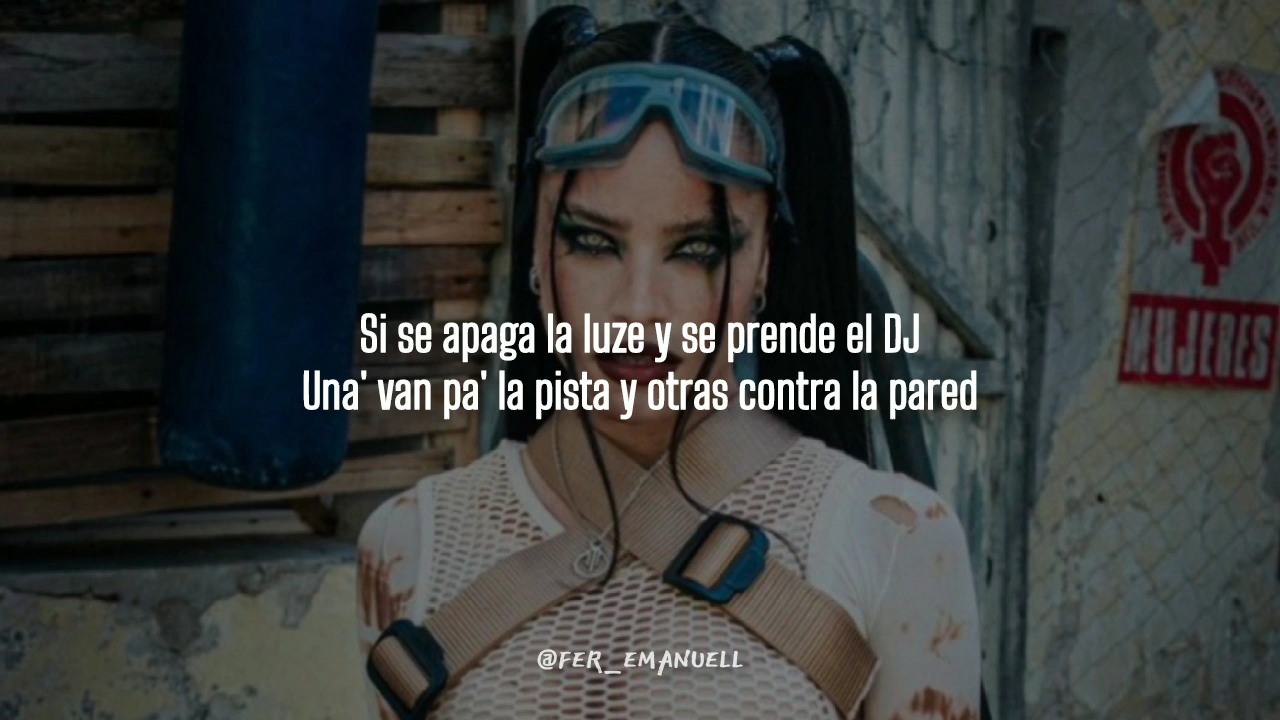 Si se apaga la luze y se prende el DJ
Una' van pa' la pista y otras contra la pared
@FER_EMANUELL
MUJERES